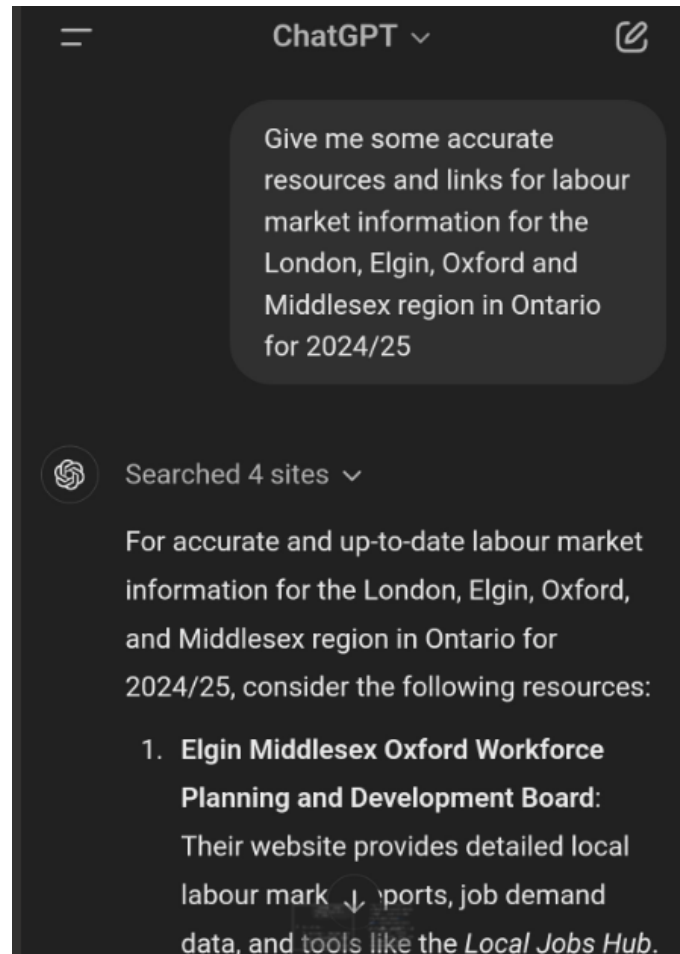 ChatGPT
Give me some accurate
resources and links for labour
market information for the
London, Elgin, Oxford and
Middlesex region in Ontario
for 2024/25
Searched 4 sites
For accurate and up-to-date labour market
information for the London, Elgin, Oxford,
and Middlesex region in Ontario for
2024/25, consider the following resources:
1. Elgin Middlesex Oxford Workforce
Planning and Development Board:
Their website provides detailed local
labour mark ports, job demand
data, and tools like the Local Jobs Hub.